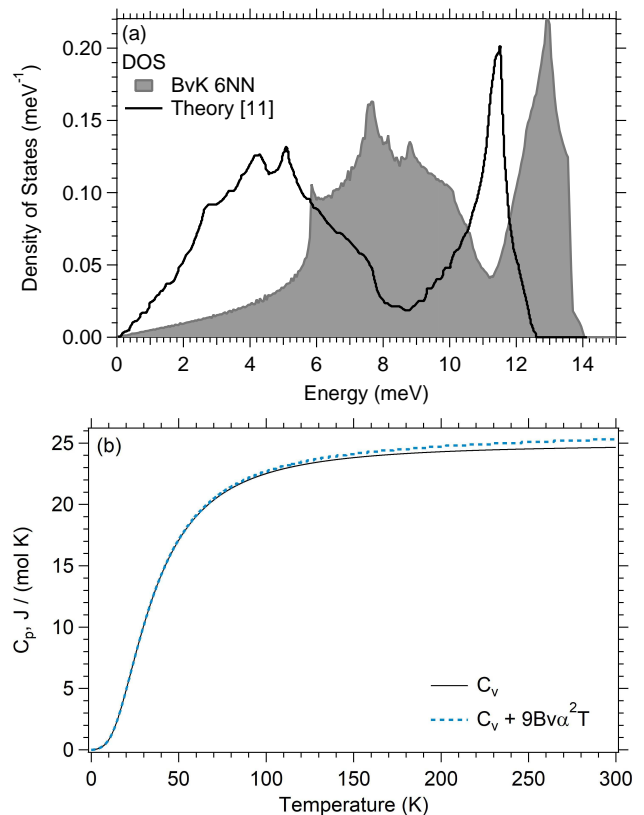 (a)
DOS
BvK 6NN
Theory [11]
Density of States (meV⁻¹)
0.20
0.15
0.10
0.05
0.00
0 2 4 6 8 10 12 14
Energy (meV)
(b)
Cₚ, J / (mol K)
25
20
15
10
5
0
Cᵥ
Cᵥ + 9Bvα²T
0 50 100 150 200 250 300
Temperature (K)